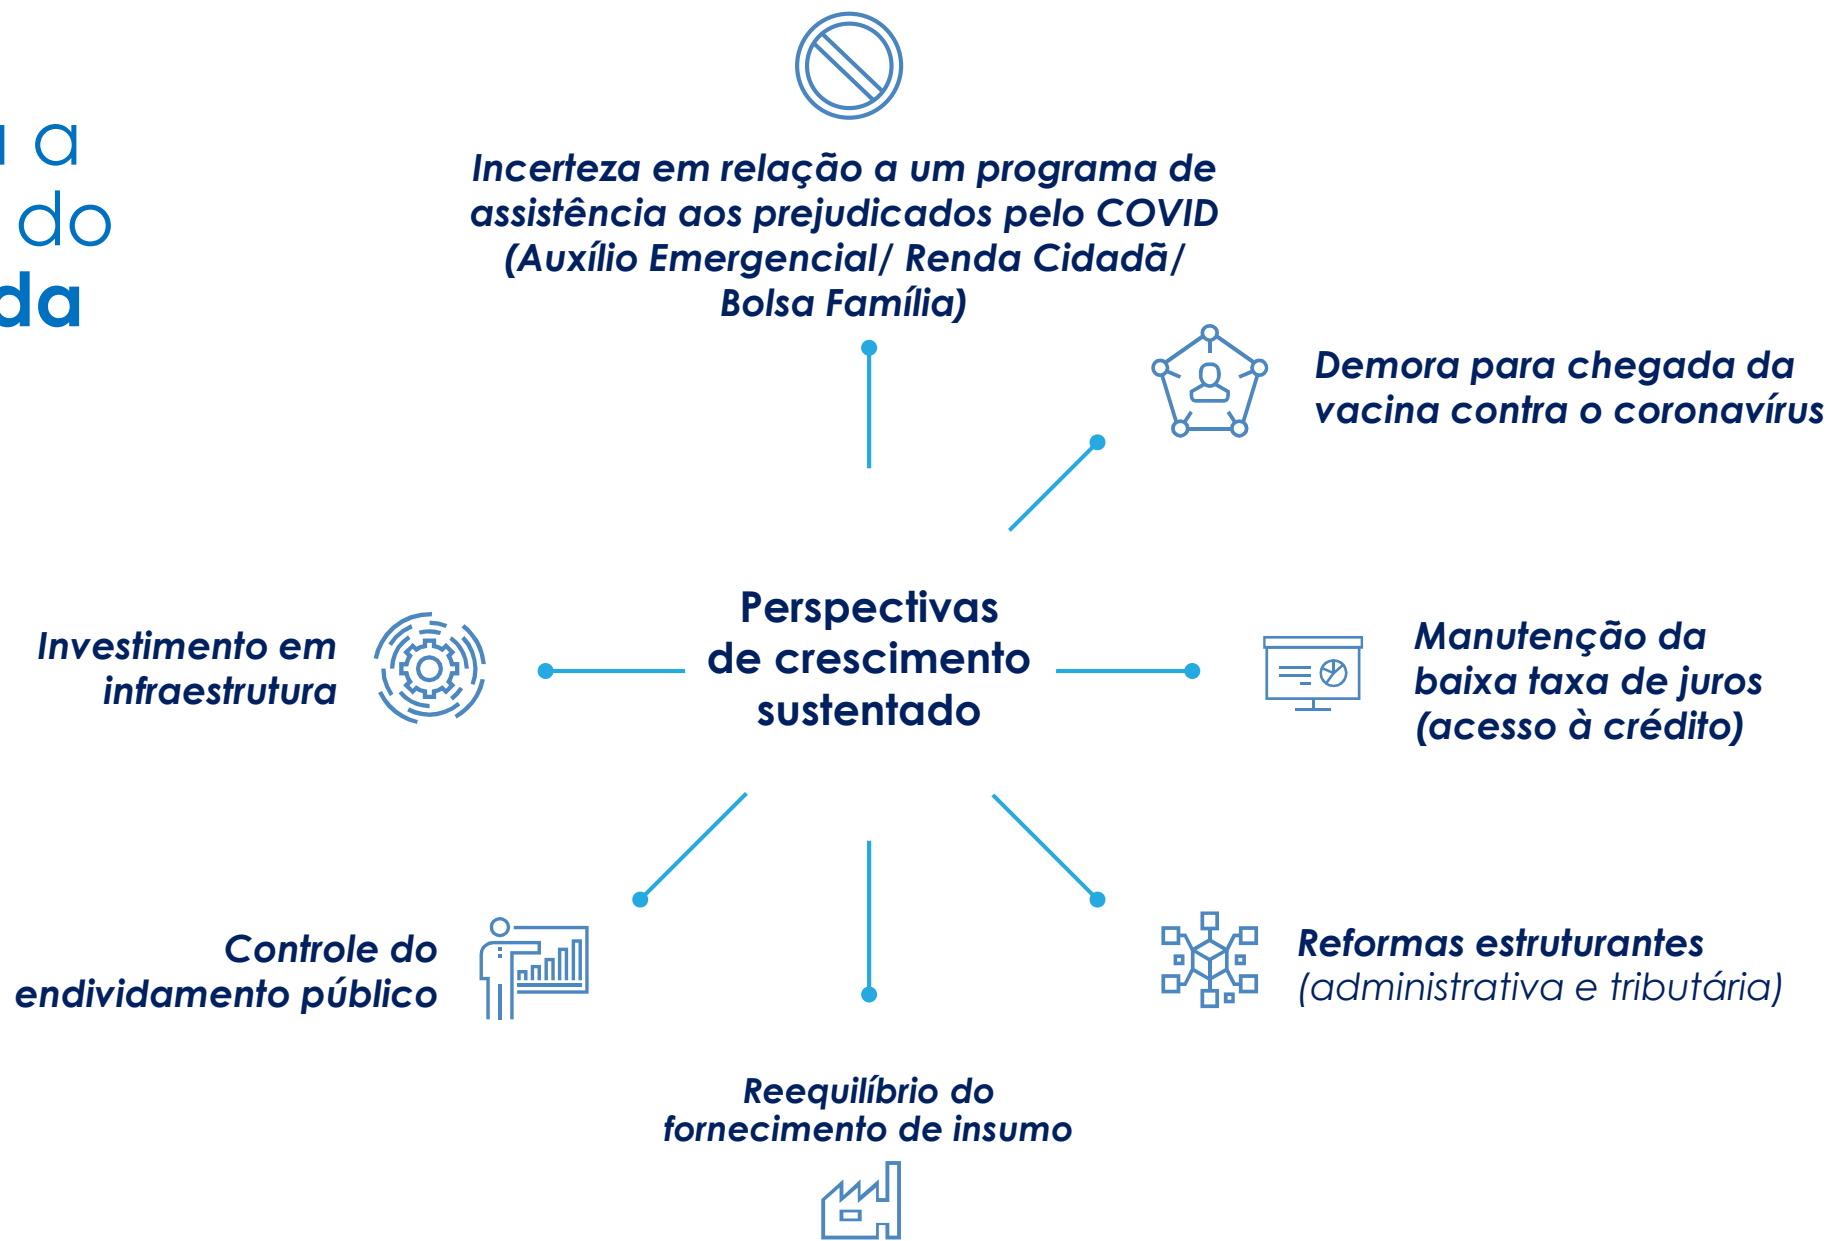 a
do
Incerteza em relação a um programa de
assistência aos prejudicados pelo COVID
(Auxílio Emergencial/ Renda Cidadã/
Bolsa Família)
Demora para chegada da
vacina contra o coronavírus
Investimento em
infraestrutura
Perspectivas
de crescimento
sustentado
Manutenção da
baixa taxa de juros
(acesso à crédito)
Controle do
endividamento público
Reformas estruturantes
(administrativa e tributária)
Reequilíbrio do
fornecimento de insumo